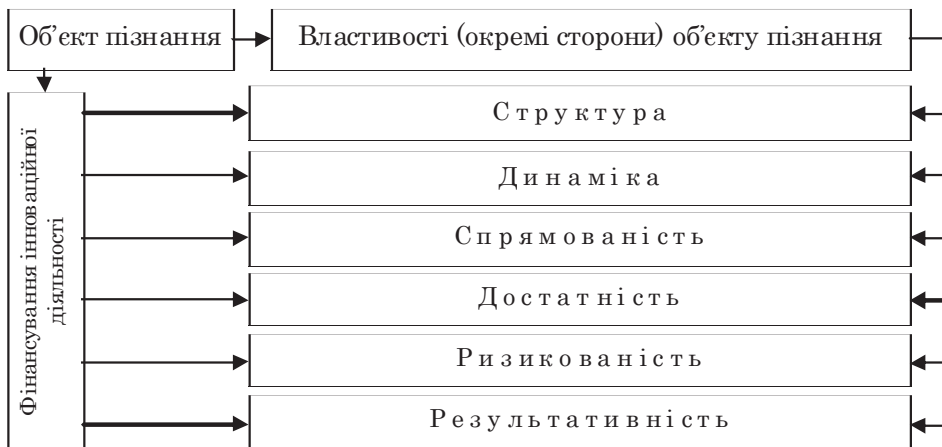 Об'єкт пізнання
Властивості (окремі сторони) об'єкту пізнання
Фінансування інноваційної
діяльності
Структура
Динаміка
Спрямованість
Достатність
Ризикованість
Результативність